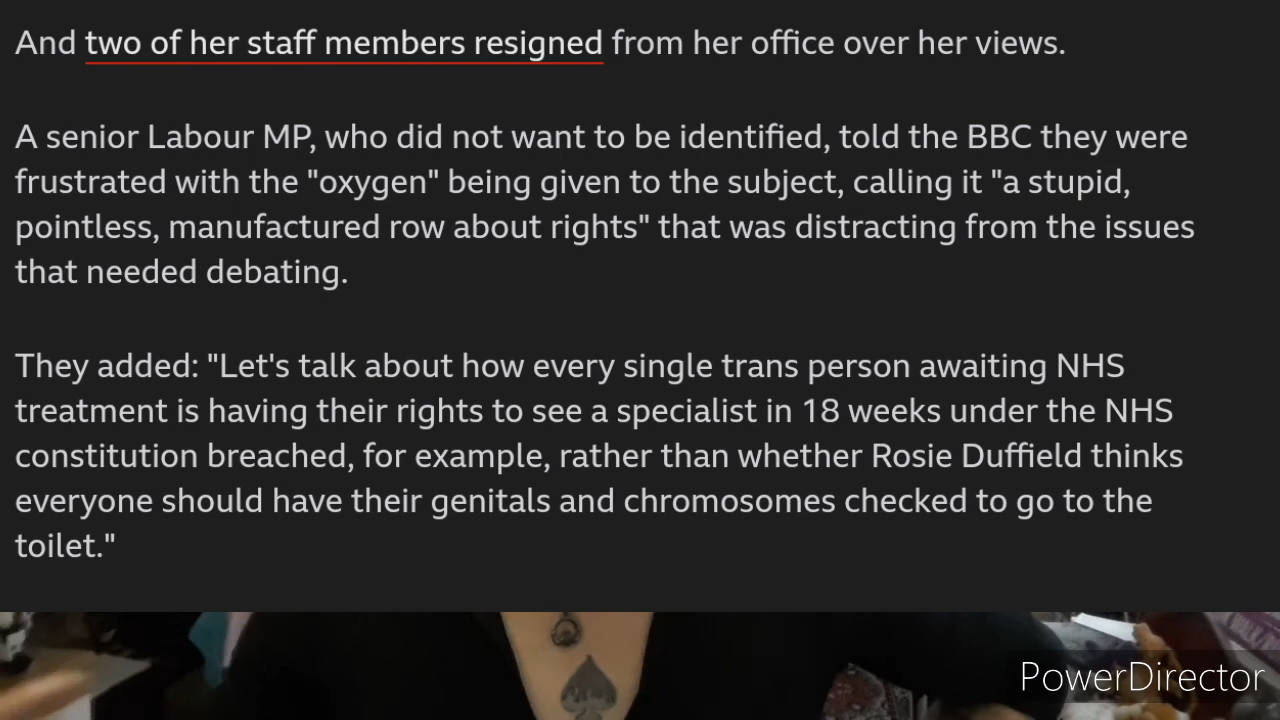 And two of her staff members resigned from her office over her views.
A senior Labour MP, who did not want to be identified, told the BBC they were
frustrated with the "oxygen" being given to the subject, calling it "a stupid,
pointless, manufactured row about rights" that was distracting from the issues
that needed debating.
They added: "Let's talk about how every single trans person awaiting NHS
treatment is having their rights to see a specialist in 18 weeks under the NHS
constitution breached, for example, rather than whether Rosie Duffield thinks
everyone should have their genitals and chromosomes checked to go to the
toilet."
PowerDirector